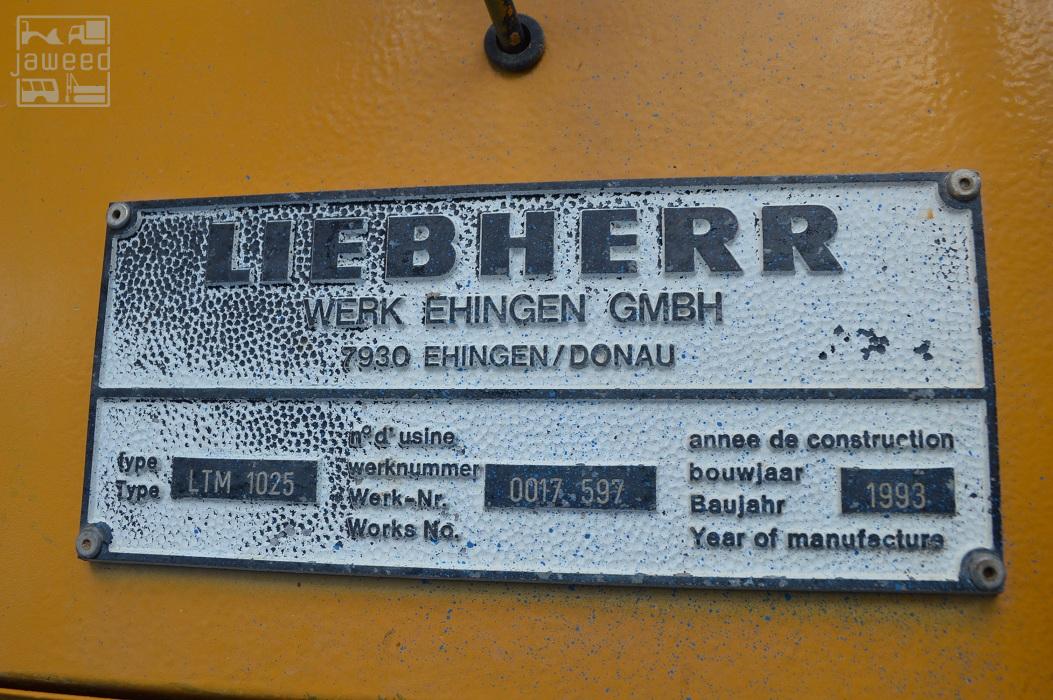 jaweed
LIEBHERR
WERK EHINGEN GMBH
7930 EHINGEN/DONAU
type
Type
LTM 1025
n° d' usine
werknummer
Werk-Nr.
Works No.
0017 597
annee de construction
bouwjaar
Baujahr
Year of manufacture
1993